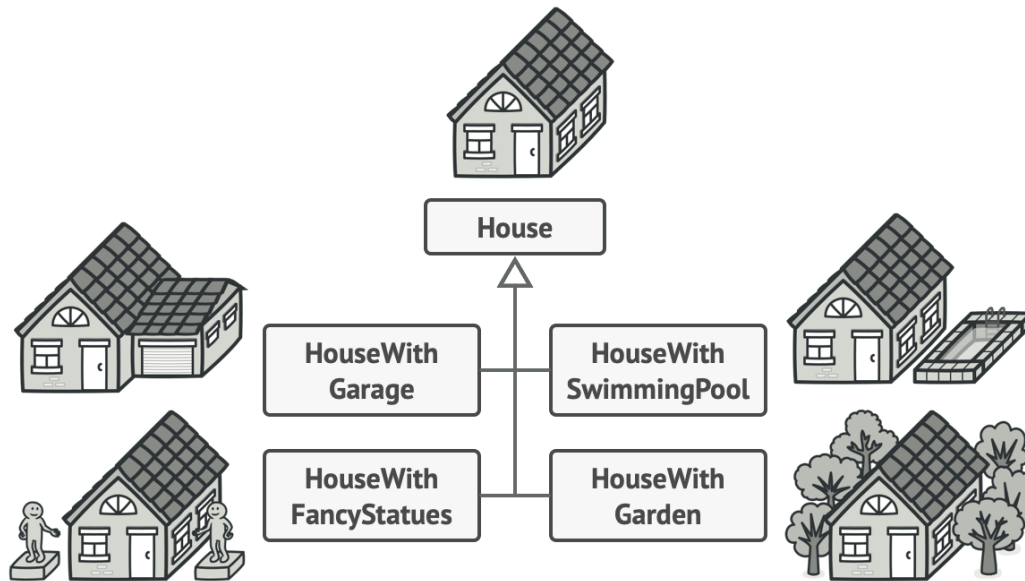 House
HouseWith
Garage
HouseWith
SwimmingPool
HouseWith
FancyStatues
HouseWith
Garden